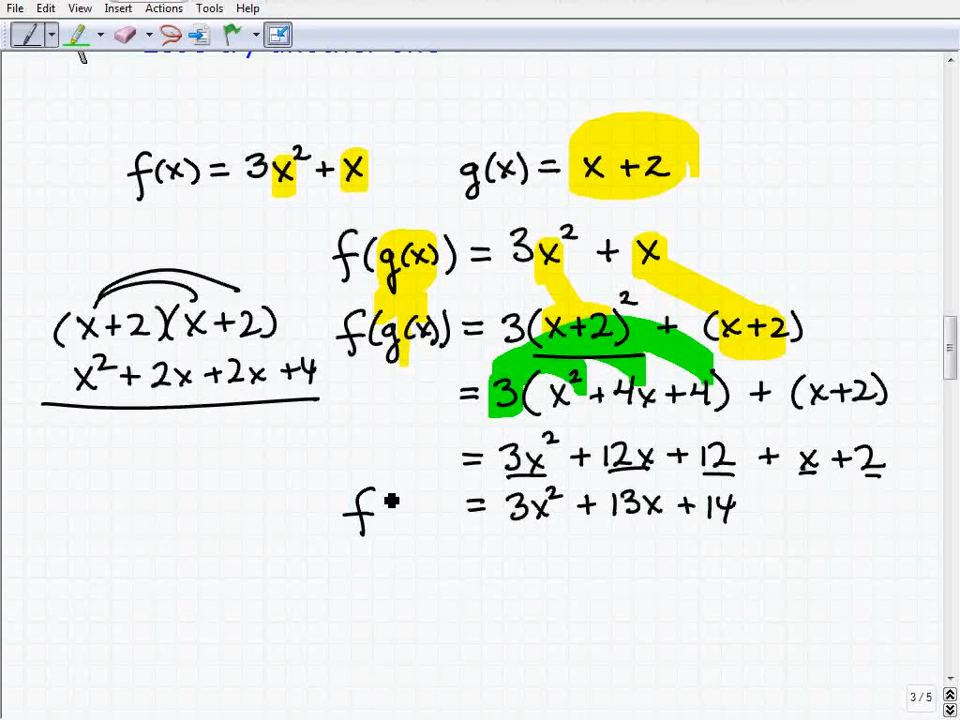 File Edit View Insert Actions Tools Help
f(x) = 3x² + x g(x) = x + 2
f(g(x)) = 3x² + x
(x+2)(x+2) f(g(x)) = 3(x+2)² + (x+2)
x² + 2x + 2x + 4 = 3(x² + 4x + 4) + (x+2)
= 3x² + 12x + 12 + x + 2
f = 3x² + 13x + 14
3 / 5